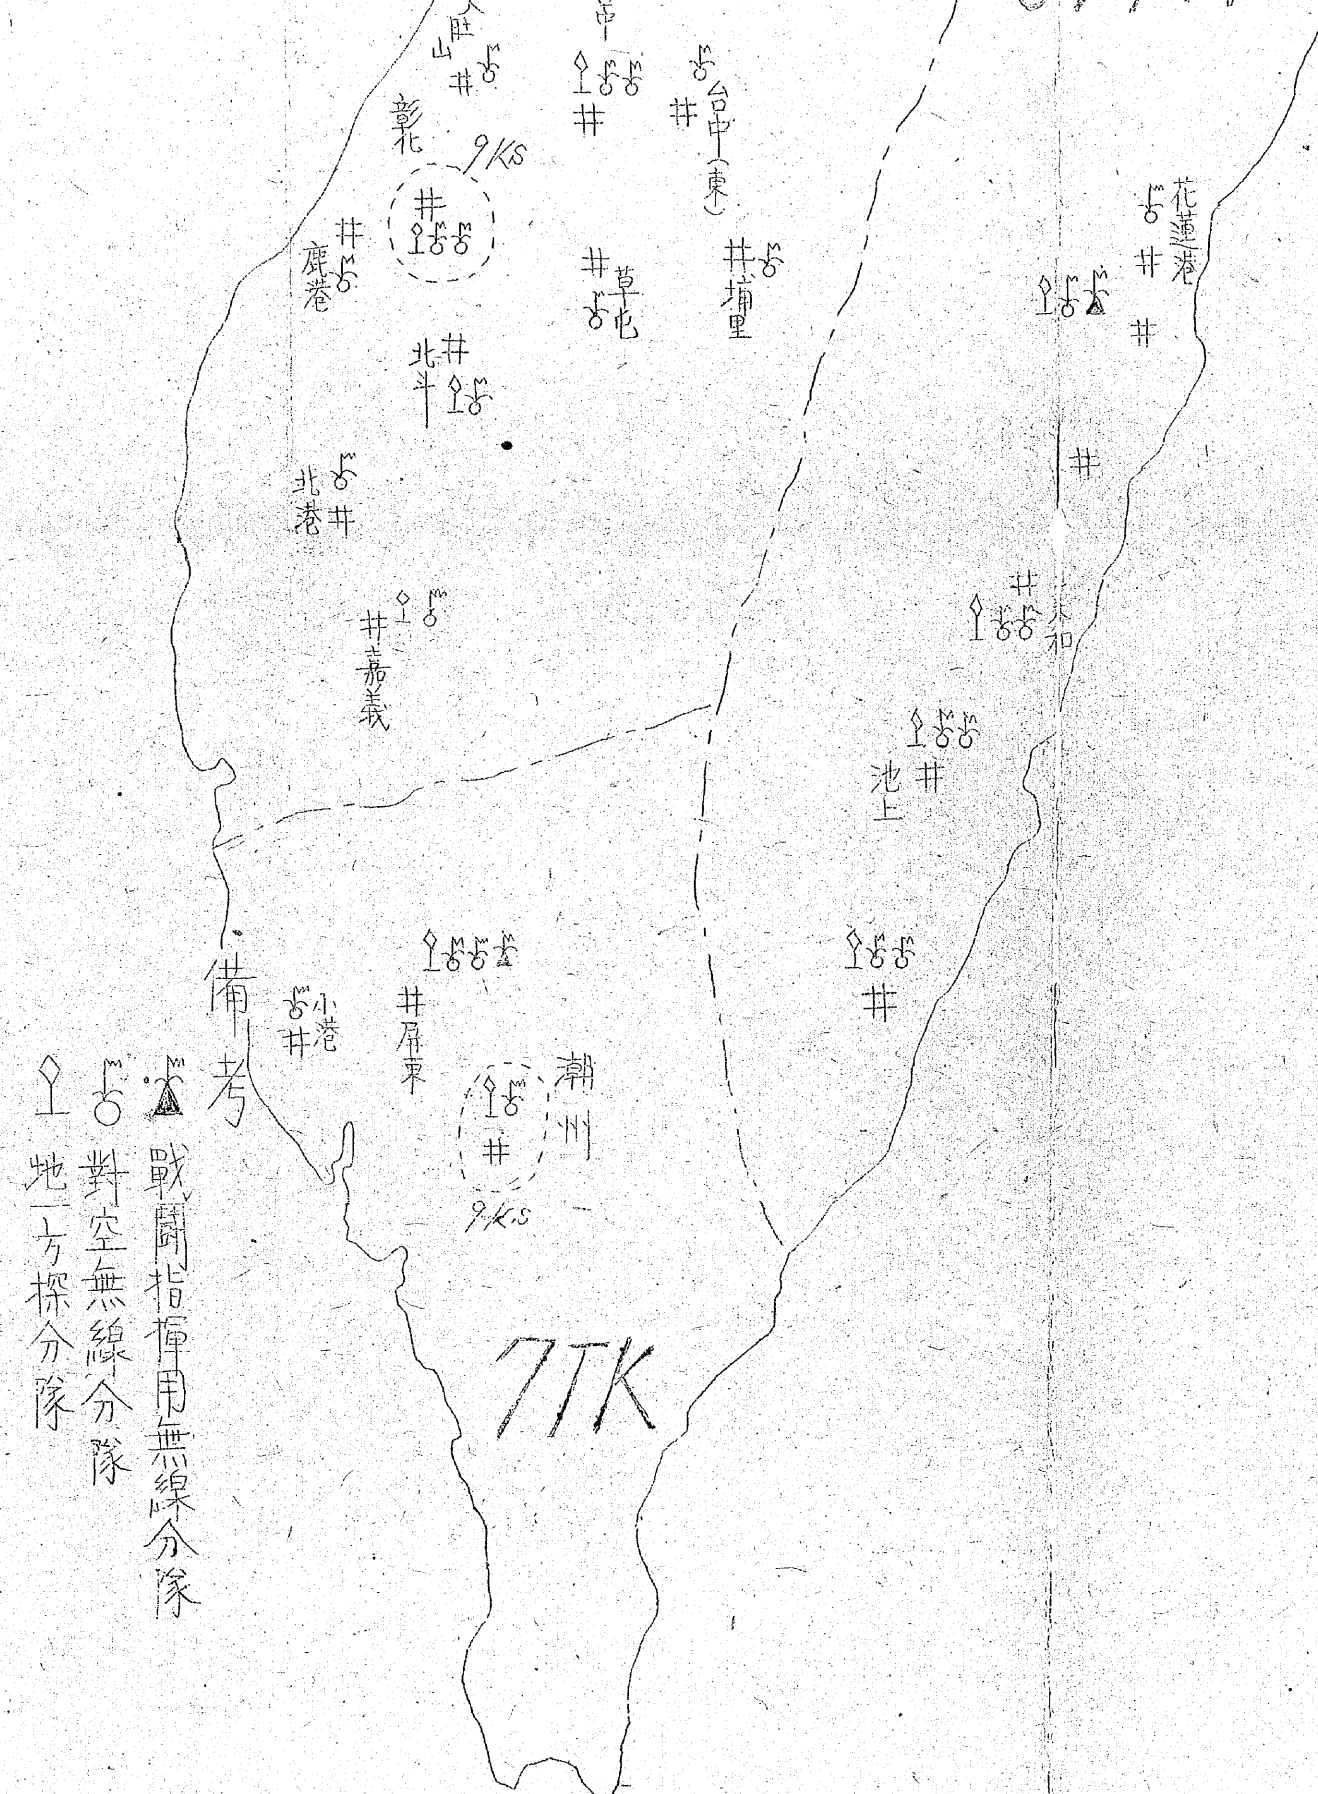 山
彰化
9KS
台中(東)
花蓮港
鹿港
草屯
埔里
北斗
北港
嘉義
池上
小港
屏東
潮州
9KS
7TK
備考
戰鬪指揮用無線分隊
對空無線分隊
地一方探分隊